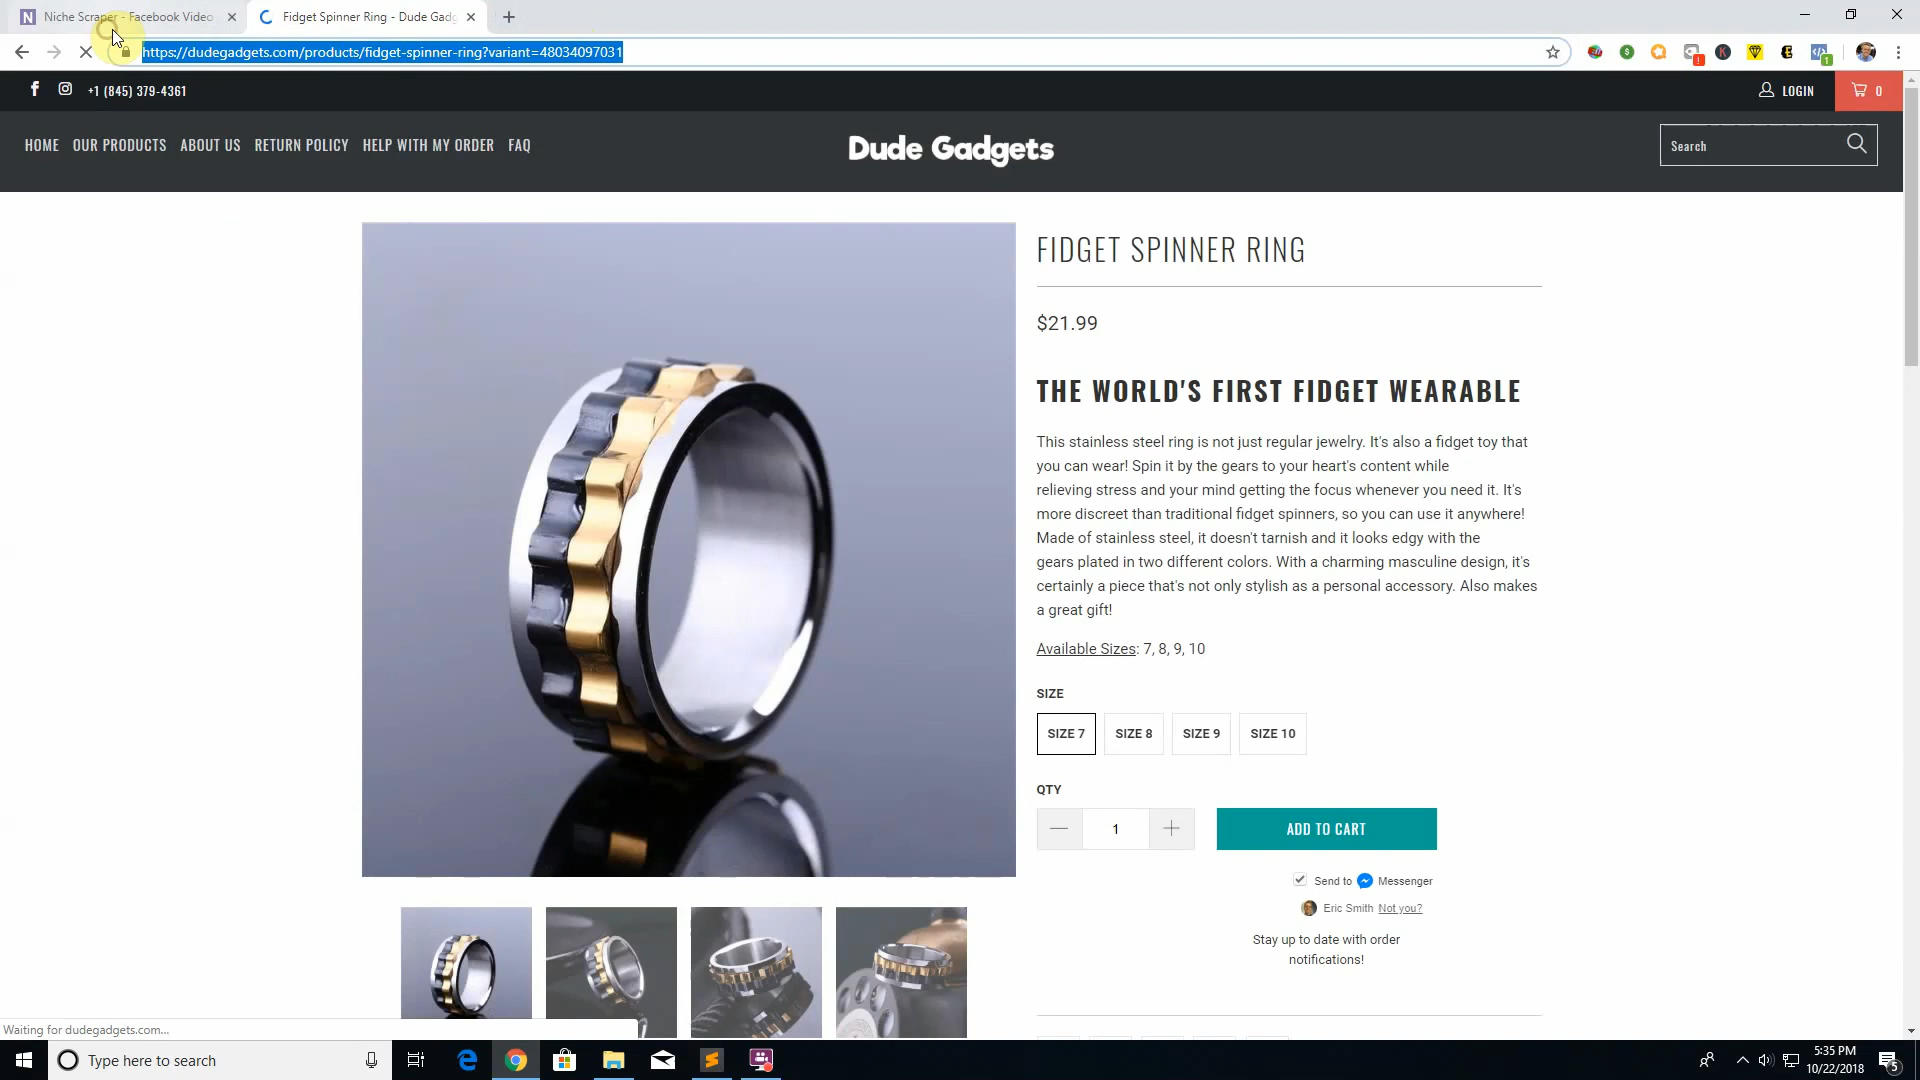 Niche Scraper - Facebook Video
Fidget Spinner Ring - Dude Gadg
https://dudegadgets.com/products/fidget-spinner-ring?variant=48034097031
+1 (845) 379-4361
LOGIN
0
HOME OUR PRODUCTS ABOUT US RETURN POLICY HELP WITH MY ORDER FAQ
Dude Gadgets
Search
FIDGET SPINNER RING
$21.99
THE WORLD'S FIRST FIDGET WEARABLE
This stainless steel ring is not just regular jewelry. It's also a fidget toy that
you can wear! Spin it by the gears to your heart's content while
relieving stress and your mind getting the focus whenever you need it. It's
more discreet than traditional fidget spinners, so you can use it anywhere!
Made of stainless steel, it doesn't tarnish and it looks edgy with the
gears plated in two different colors. With a charming masculine design, it's
certainly a piece that's not only stylish as a personal accessory. Also makes
a great gift!
Available Sizes: 7, 8, 9, 10
SIZE
SIZE 7 SIZE 8 SIZE 9 SIZE 10
QTY
1
ADD TO CART
Send to Messenger
Eric Smith Not you?
Stay up to date with order
notifications!
Waiting for dudegadgets.com...
Type here to search
5:35 PM
10/22/2018
5